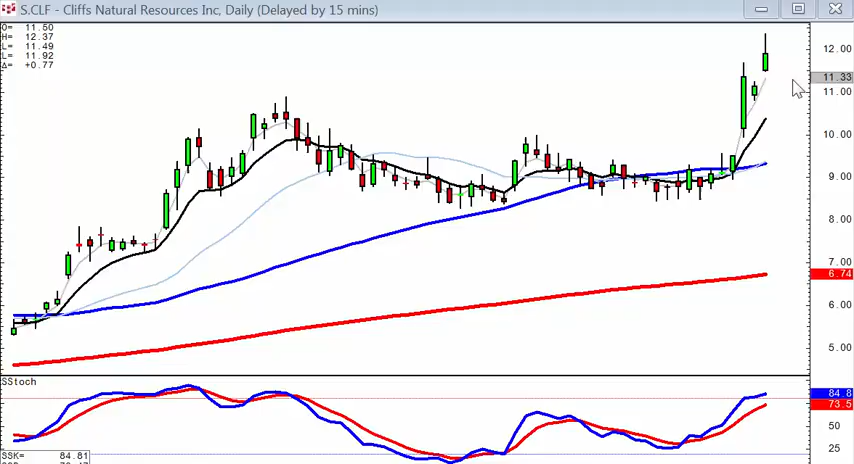 S.CLF - Cliffs Natural Resources Inc, Daily (Delayed by 15 mins)
O= 11.50
H= 12.37
L= 11.49
L= 11.92
Δ= +0.77
12.00
11.33
11.00
10.00
9.00
8.00
7.00
6.74
6.00
5.00
SStoch
84.8
73.5
50
25
SSK= 84.81